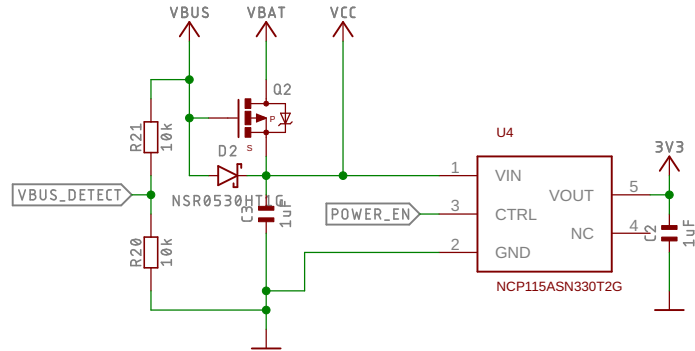 VBUS
VBAT
VCC
Q2
P
S
R21
10k
D2
NSR0530HT1G
VBUS_DETECT
C3
1uF
R20
10k
POWER_EN
U4
1
VIN
3
CTRL
2
GND
VOUT
5
NC
4
NCP115ASN330T2G
3V3
C2
1uF